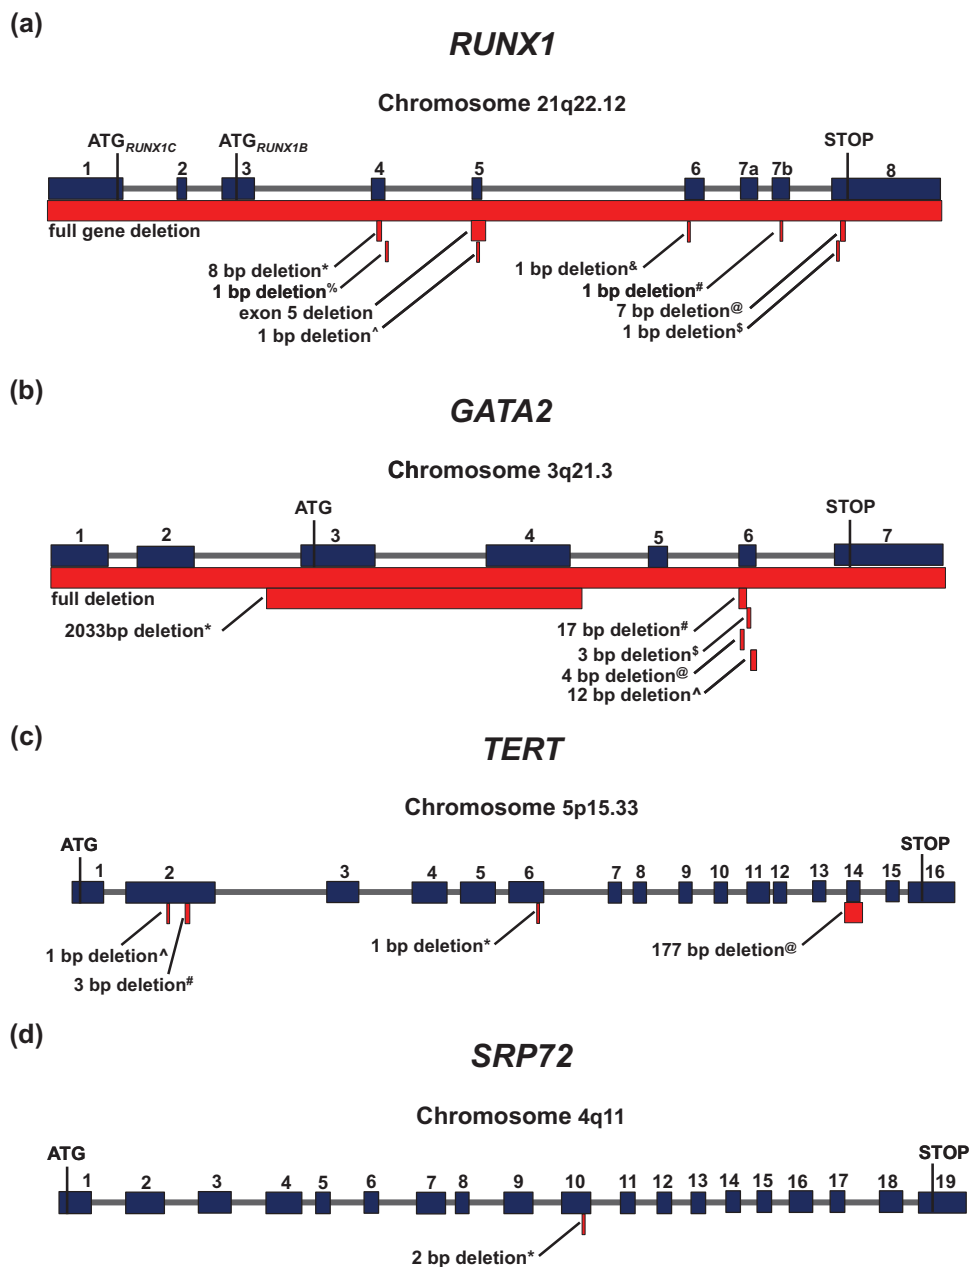 (a)
RUNX1
Chromosome 21q22.12
ATG RUNX1C ATG RUNX1B STOP
1 2 3 4 5 6 7a 7b 8
full gene deletion
8 bp deletion*
1 bp deletion%
exon 5 deletion
1 bp deletion^
1 bp deletion&
1 bp deletion#
7 bp deletion@
1 bp deletion$
(b)
GATA2
Chromosome 3q21.3
ATG STOP
1 2 3 4 5 6 7
full deletion
2033bp deletion*
17 bp deletion#
3 bp deletion$
4 bp deletion@
12 bp deletion^
(c)
TERT
Chromosome 5p15.33
ATG STOP
1 2 3 4 5 6 7 8 9 10 11 12 13 14 15 16
1 bp deletion^
3 bp deletion#
1 bp deletion*
177 bp deletion@
(d)
SRP72
Chromosome 4q11
ATG STOP
1 2 3 4 5 6 7 8 9 10 11 12 13 14 15 16 17 18 19
2 bp deletion*